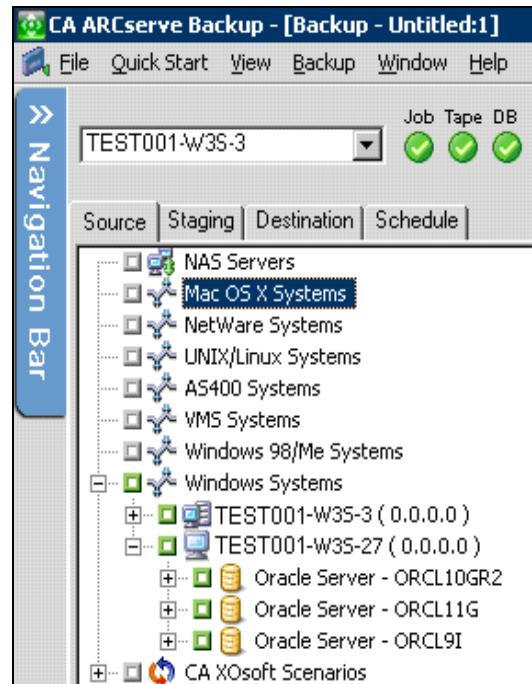 CA ARCserve Backup - [Backup - Untitled:1]
File Quick Start View Backup Window Help
Navigation Bar
Job Tape DB
TEST001-W3S-3
Source Staging Destination Schedule
NAS Servers
Mac OS X Systems
NetWare Systems
UNIX/Linux Systems
AS400 Systems
VMS Systems
Windows 98/Me Systems
Windows Systems
TEST001-W3S-3 ( 0.0.0.0 )
TEST001-W3S-27 ( 0.0.0.0 )
Oracle Server - ORCL10GR2
Oracle Server - ORCL11G
Oracle Server - ORCL9I
CA XOsoft Scenarios